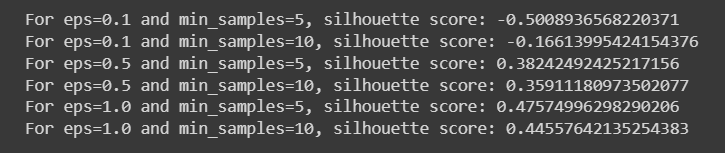 For eps=0.1 and min_samples=5, silhouette score: -0.5008936568220371
For eps=0.1 and min_samples=10, silhouette score: -0.16613995424154376
For eps=0.5 and min_samples=5, silhouette score: 0.38242492425217156
For eps=0.5 and min_samples=10, silhouette score: 0.35911180973502077
For eps=1.0 and min_samples=5, silhouette score: 0.47574996298290206
For eps=1.0 and min_samples=10, silhouette score: 0.44557642135254383